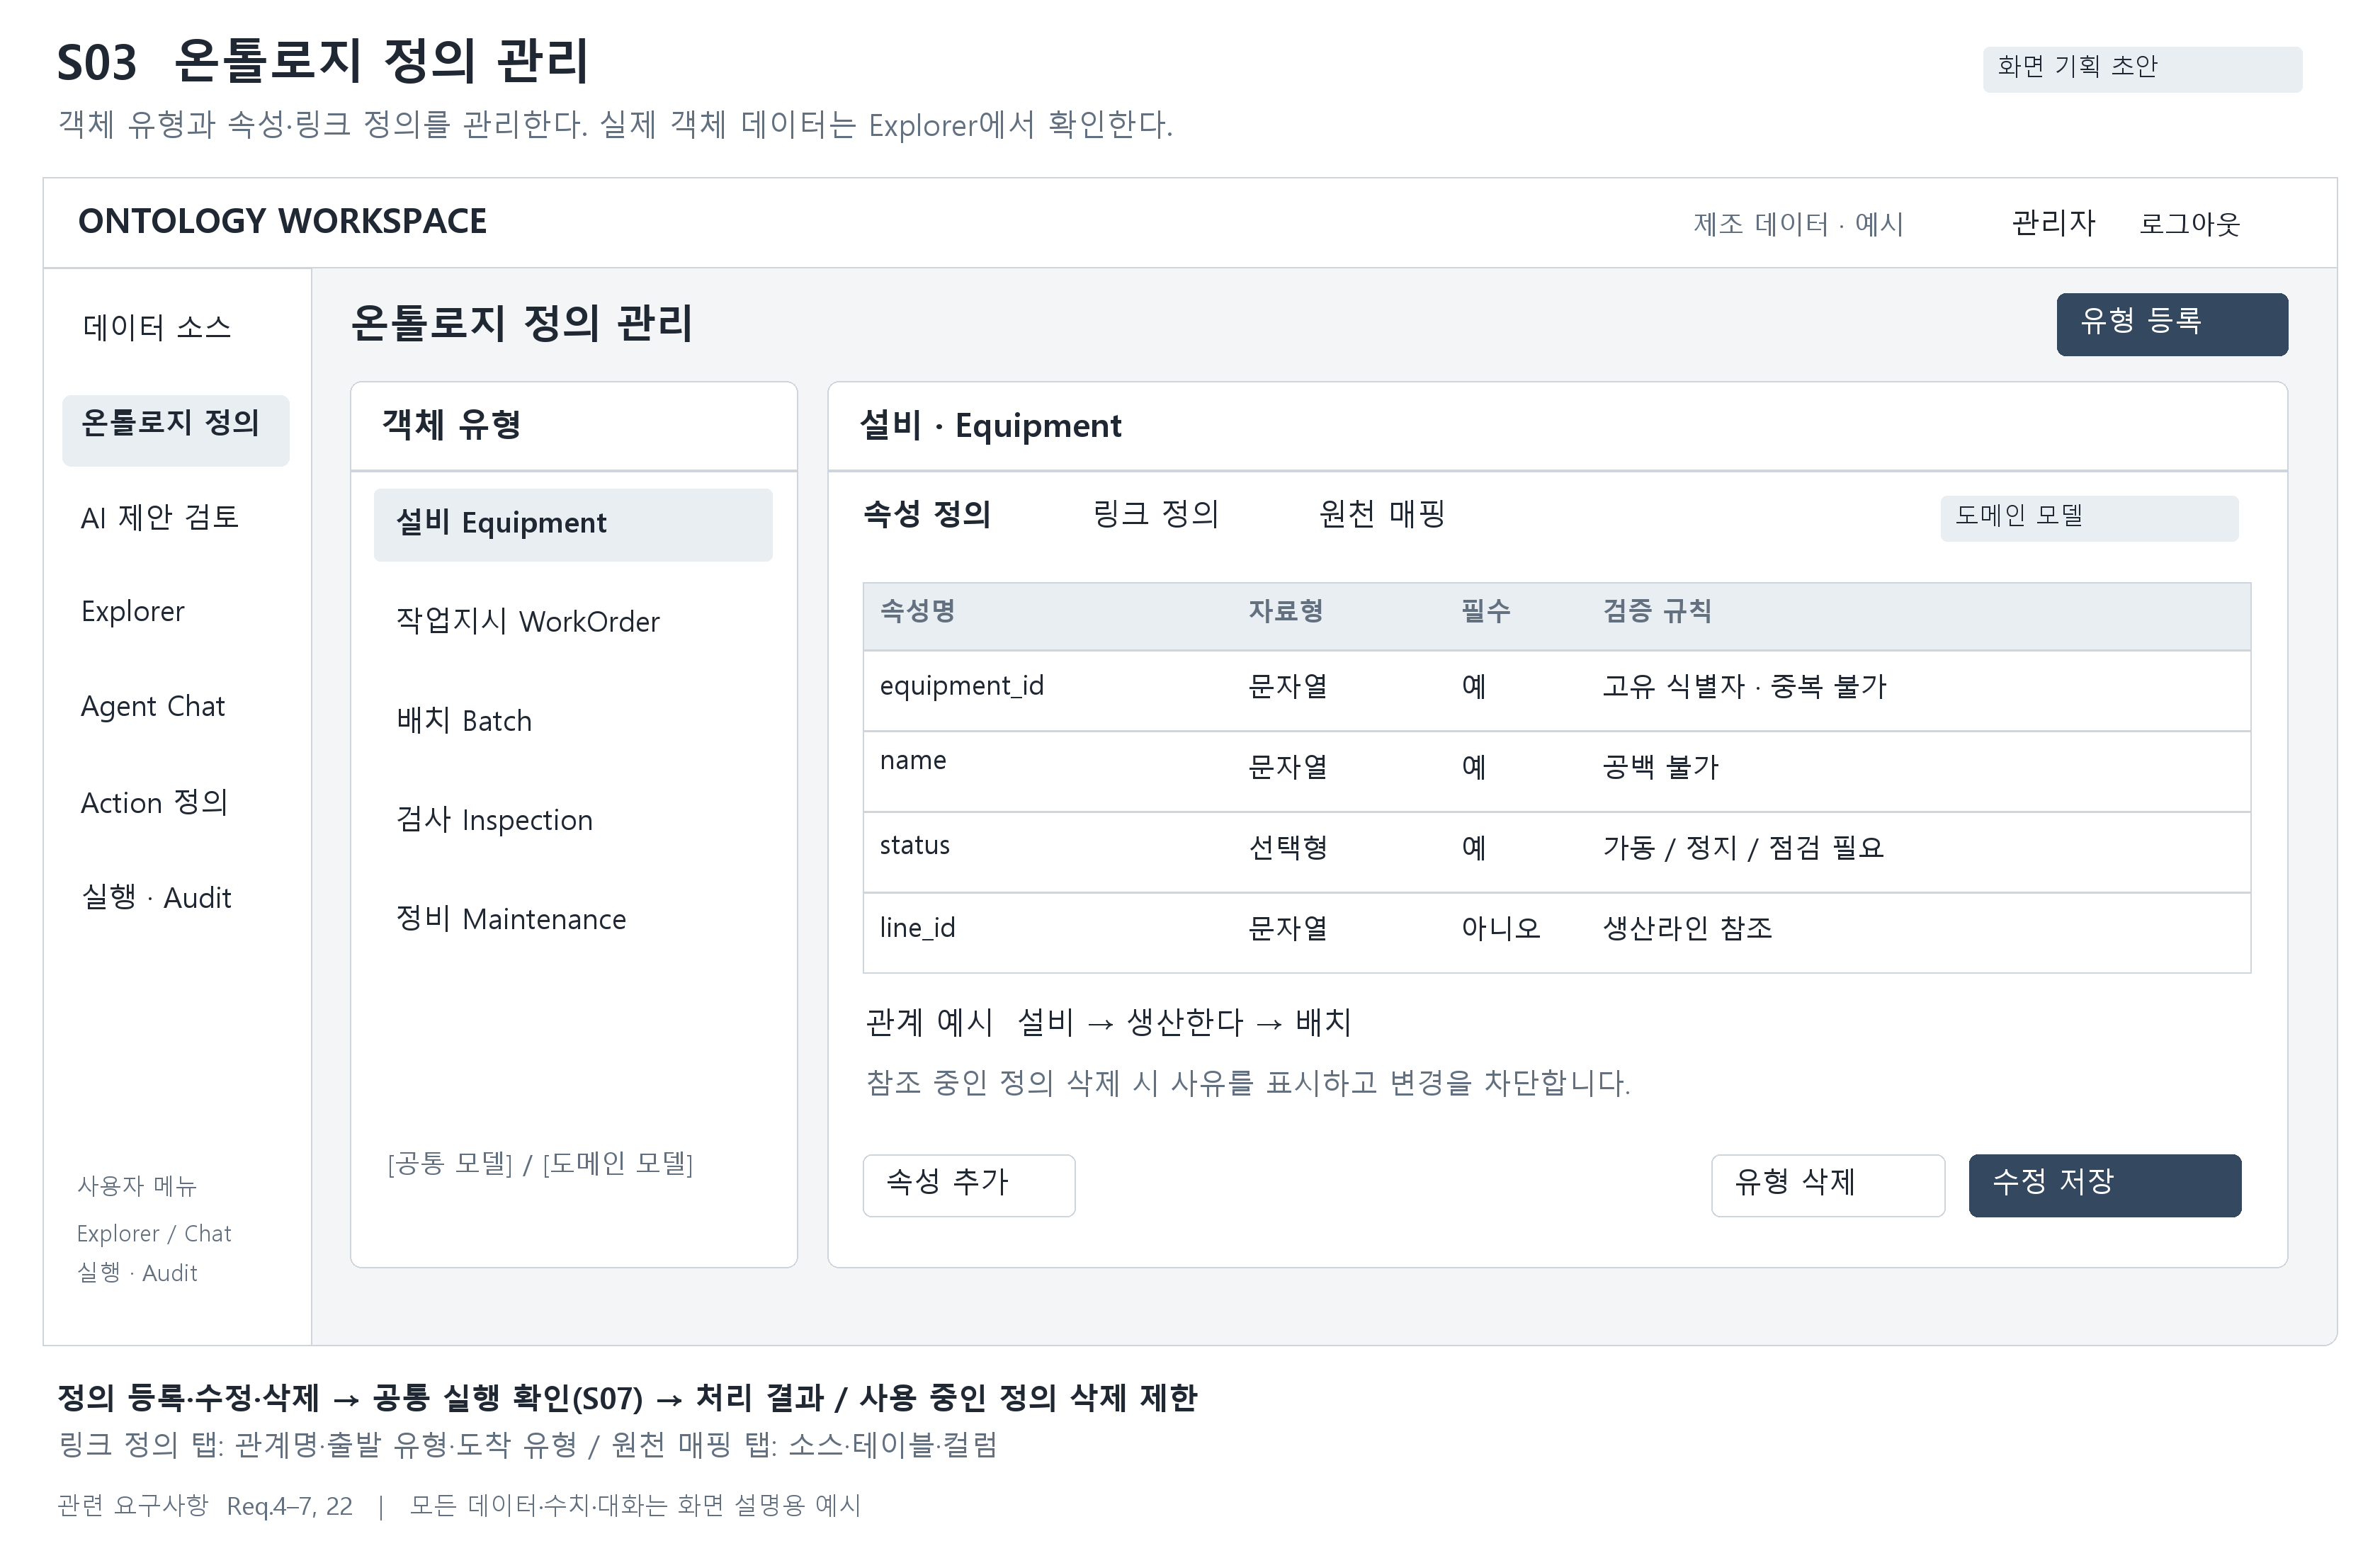 S03 온톨로지 정의 관리
화면 기획 초안
객체 유형과 속성·링크 정의를 관리한다. 실제 객체 데이터는 Explorer에서 확인한다.
ONTOLOGY WORKSPACE
제조 데이터 · 예시
관리자
로그아웃
데이터 소스
온톨로지 정의
AI 제안 검토
Explorer
Agent Chat
Action 정의
실행 · Audit
사용자 메뉴
Explorer / Chat
실행 · Audit
온톨로지 정의 관리
유형 등록
객체 유형
설비 Equipment
작업지시 WorkOrder
배치 Batch
검사 Inspection
정비 Maintenance
[공통 모델] / [도메인 모델]
설비 · Equipment
속성 정의 링크 정의 원천 매핑
도메인 모델
속성명 자료형 필수 검증 규칙
equipment_id 문자열 예 고유 식별자 · 중복 불가
name 문자열 예 공백 불가
status 선택형 예 가동 / 정지 / 점검 필요
line_id 문자열 아니오 생산라인 참조
관계 예시 설비 → 생산한다 → 배치
참조 중인 정의 삭제 시 사유를 표시하고 변경을 차단합니다.
속성 추가
유형 삭제
수정 저장
정의 등록·수정·삭제 → 공통 실행 확인(S07) → 처리 결과 / 사용 중인 정의 삭제 제한
링크 정의 탭: 관계명·출발 유형·도착 유형 / 원천 매핑 탭: 소스·테이블·컬럼
관련 요구사항 Req.4–7, 22 | 모든 데이터·수치·대화는 화면 설명용 예시